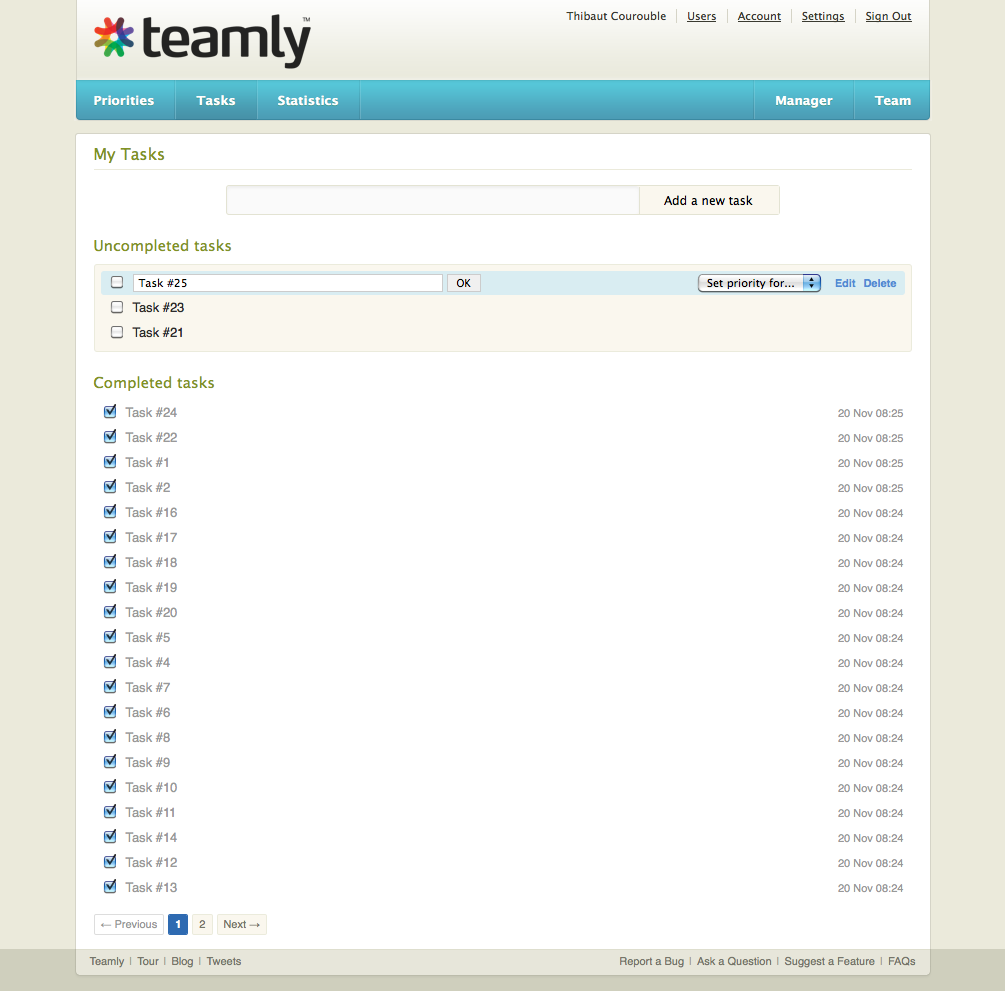 Thibaut Courouble Users Account Settings Sign Out
teamly™
Priorities Tasks Statistics Manager Team
My Tasks
Add a new task
Uncompleted tasks
Task #25 OK Set priority for... Edit Delete
Task #23
Task #21
Completed tasks
Task #24 20 Nov 08:25
Task #22 20 Nov 08:25
Task #1 20 Nov 08:25
Task #2 20 Nov 08:25
Task #16 20 Nov 08:24
Task #17 20 Nov 08:24
Task #18 20 Nov 08:24
Task #19 20 Nov 08:24
Task #20 20 Nov 08:24
Task #5 20 Nov 08:24
Task #4 20 Nov 08:24
Task #7 20 Nov 08:24
Task #6 20 Nov 08:24
Task #8 20 Nov 08:24
Task #9 20 Nov 08:24
Task #10 20 Nov 08:24
Task #11 20 Nov 08:24
Task #14 20 Nov 08:24
Task #12 20 Nov 08:24
Task #13 20 Nov 08:24
← Previous 1 2 Next →
Teamly | Tour | Blog | Tweets Report a Bug | Ask a Question | Suggest a Feature | FAQs